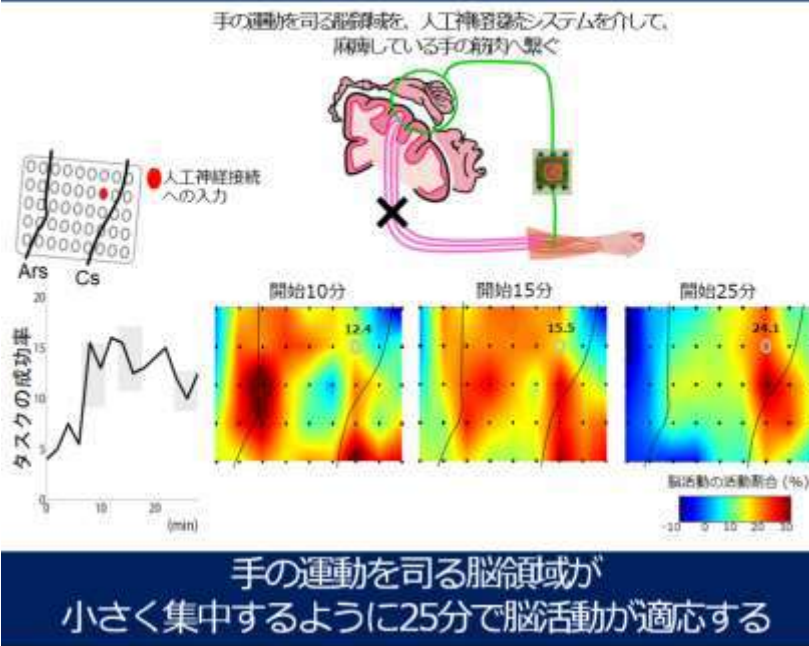 手の運動を司る脳領域を、人工神経接続システムを介して、
麻痺している手の筋肉へ繋ぐ
人工神経接続
への入力
Ars
Cs
開始10分
開始15分
開始25分
12.4
15.5
24.1
タスクの成功率
20
15
10
5
0
0
10
20
(min)
脳活動の活動割合 (%)
-10
0
10
20
30
手の運動を司る脳領域が
小さく集中するように25分で脳活動が適応する